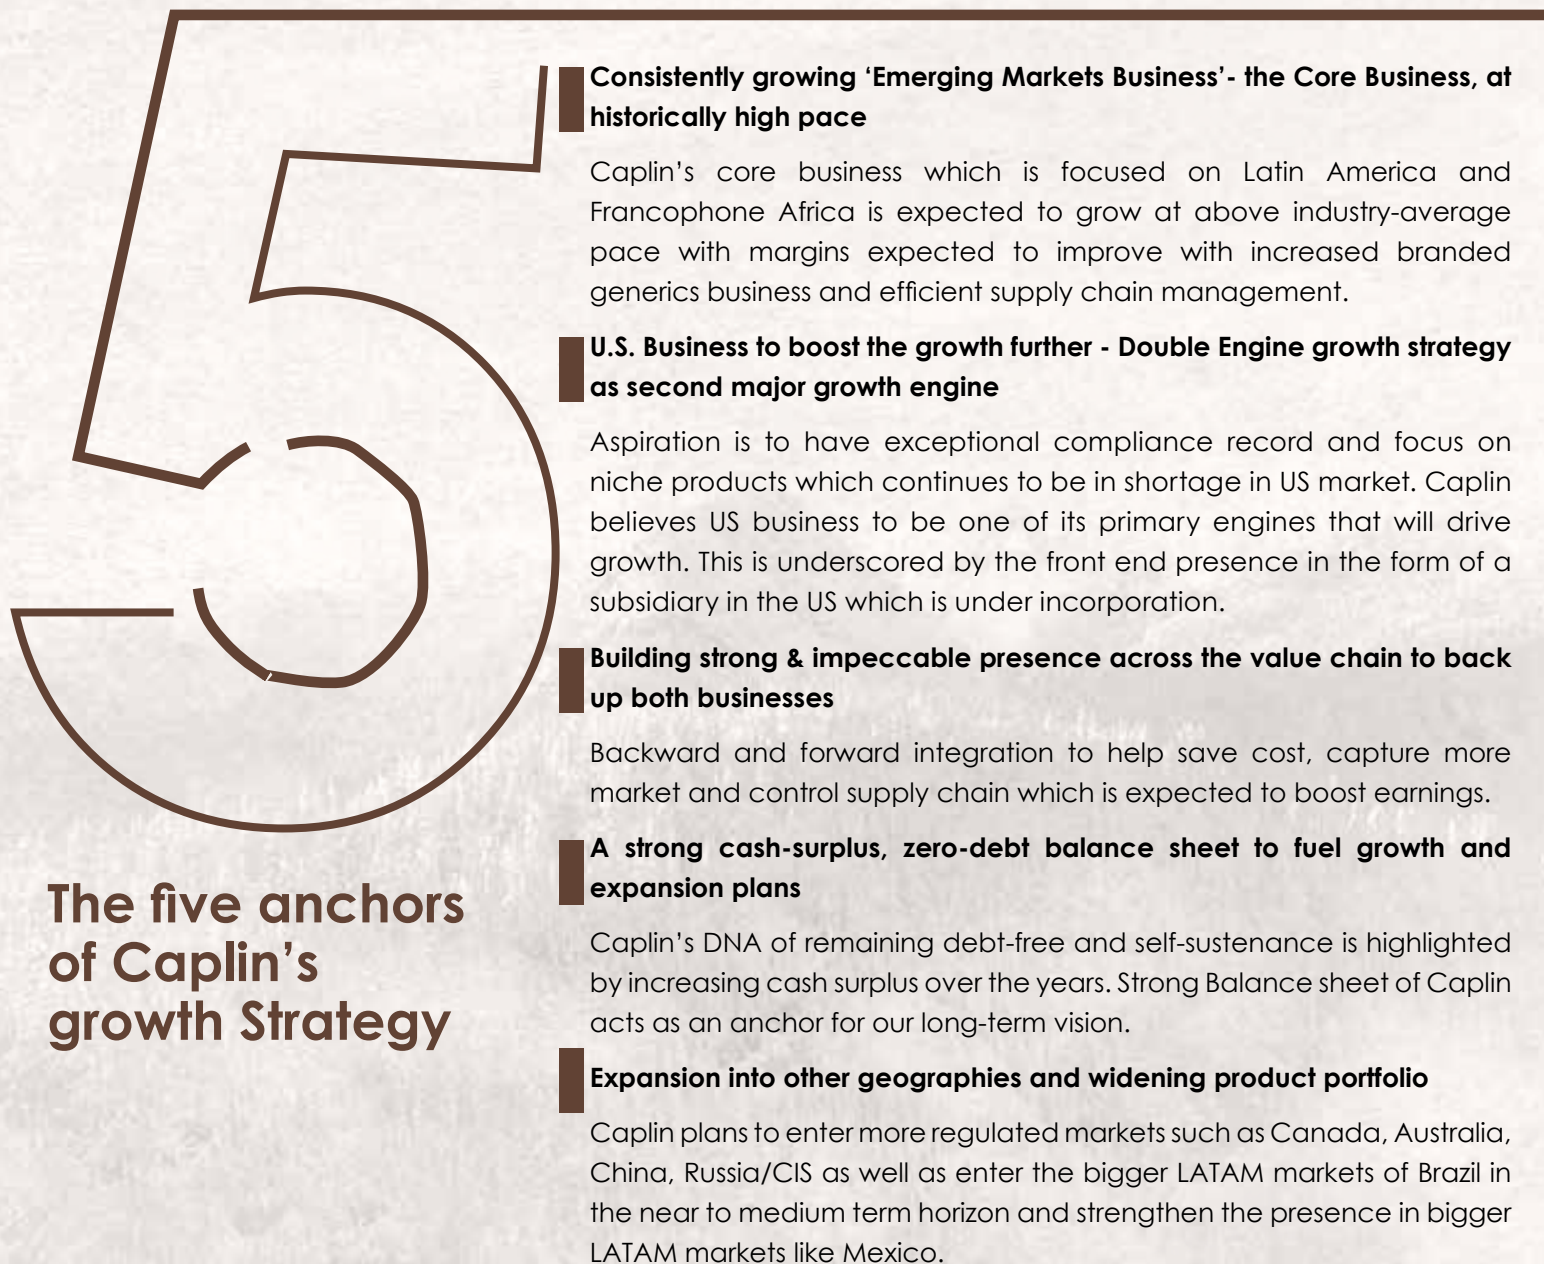 Consistently growing ‘Emerging Markets Business’- the Core Business, at
historically high pace
Caplin’s core business which is focused on Latin America and
Francophone Africa is expected to grow at above industry-average
pace with margins expected to improve with increased branded
generics business and efficient supply chain management.
U.S. Business to boost the growth further - Double Engine growth strategy
as second major growth engine
Aspiration is to have exceptional compliance record and focus on
niche products which continues to be in shortage in US market. Caplin
believes US business to be one of its primary engines that will drive
growth. This is underscored by the front end presence in the form of a
subsidiary in the US which is under incorporation.
Building strong & impeccable presence across the value chain to back
up both businesses
Backward and forward integration to help save cost, capture more
market and control supply chain which is expected to boost earnings.
A strong cash-surplus, zero-debt balance sheet to fuel growth and
expansion plans
Caplin’s DNA of remaining debt-free and self-sustenance is highlighted
by increasing cash surplus over the years. Strong Balance sheet of Caplin
acts as an anchor for our long-term vision.
Expansion into other geographies and widening product portfolio
Caplin plans to enter more regulated markets such as Canada, Australia,
China, Russia/CIS as well as enter the bigger LATAM markets of Brazil in
the near to medium term horizon and strengthen the presence in bigger
LATAM markets like Mexico.
5
The five anchors
of Caplin’s
growth Strategy